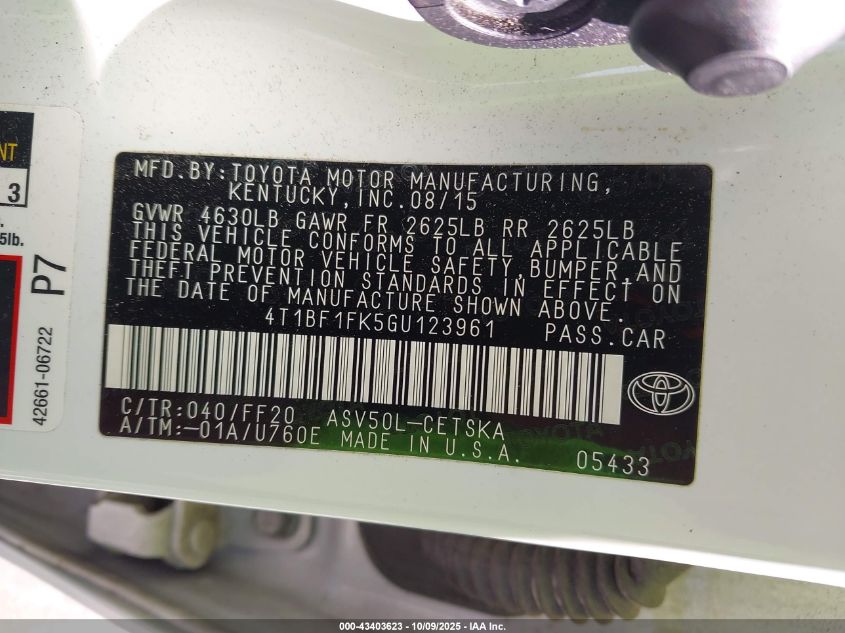 MFD.BY:TOYOTA MOTOR MANUFACTURING,
KENTUCKY,INC.08/15
GVWR 4630LB GAWR FR 2625LB RR 2625LB
THIS VEHICLE CONFORMS TO ALL APPLICABLE
FEDERAL MOTOR VEHICLE SAFETY,BUMPER,AND
THEFT PREVENTION STANDARDS IN EFFECT ON
THE DATE OF MANUFACTURE SHOWN ABOVE.
4T1BF1FK5GU123961 PASS.CAR
C/TR:040/FF20 ASV50L-CETSKA
A/TM:-01A/U760E MADE IN U.S.A. 05433
3
5lb.
P7
42661-06722
000-43403623 - 10/09/2025 - IAA Inc.